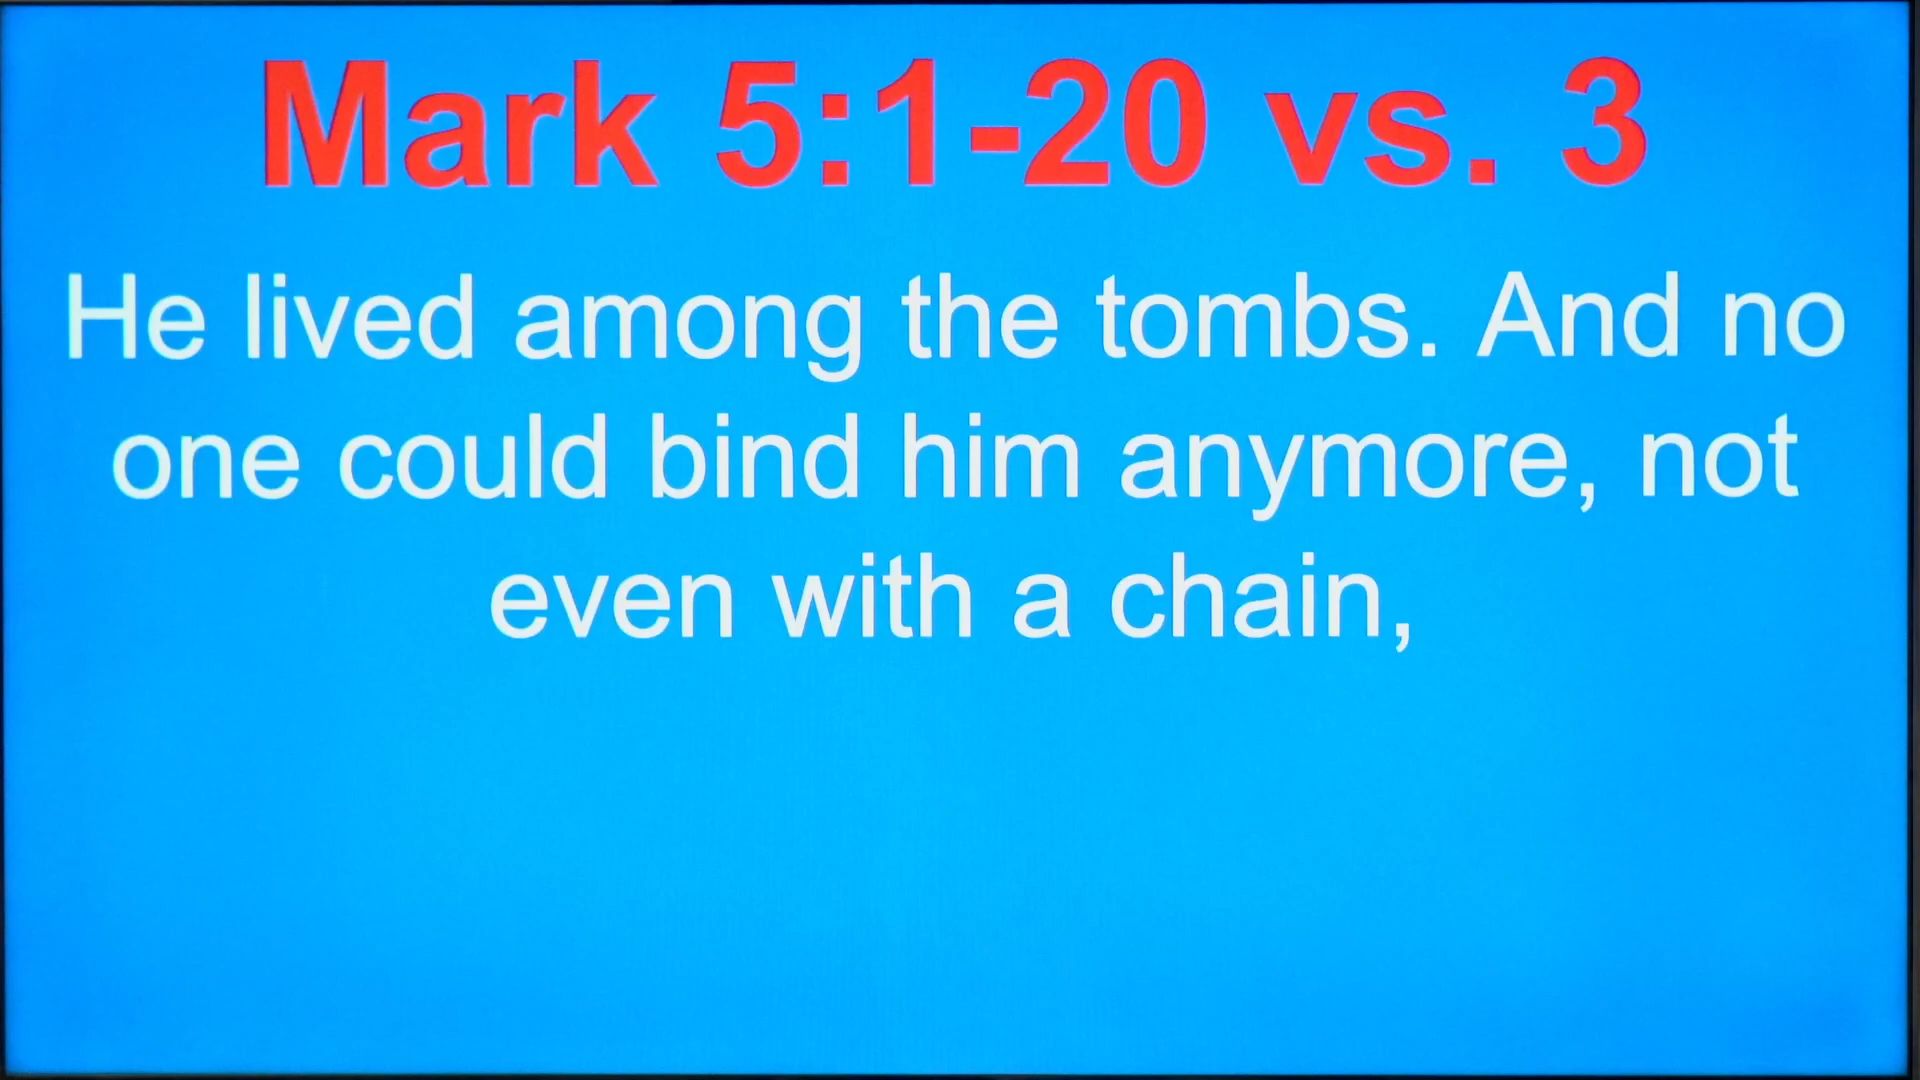 Mark 5:1-20 vs. 3
He lived among the tombs. And no
one could bind him anymore, not
even with a chain,